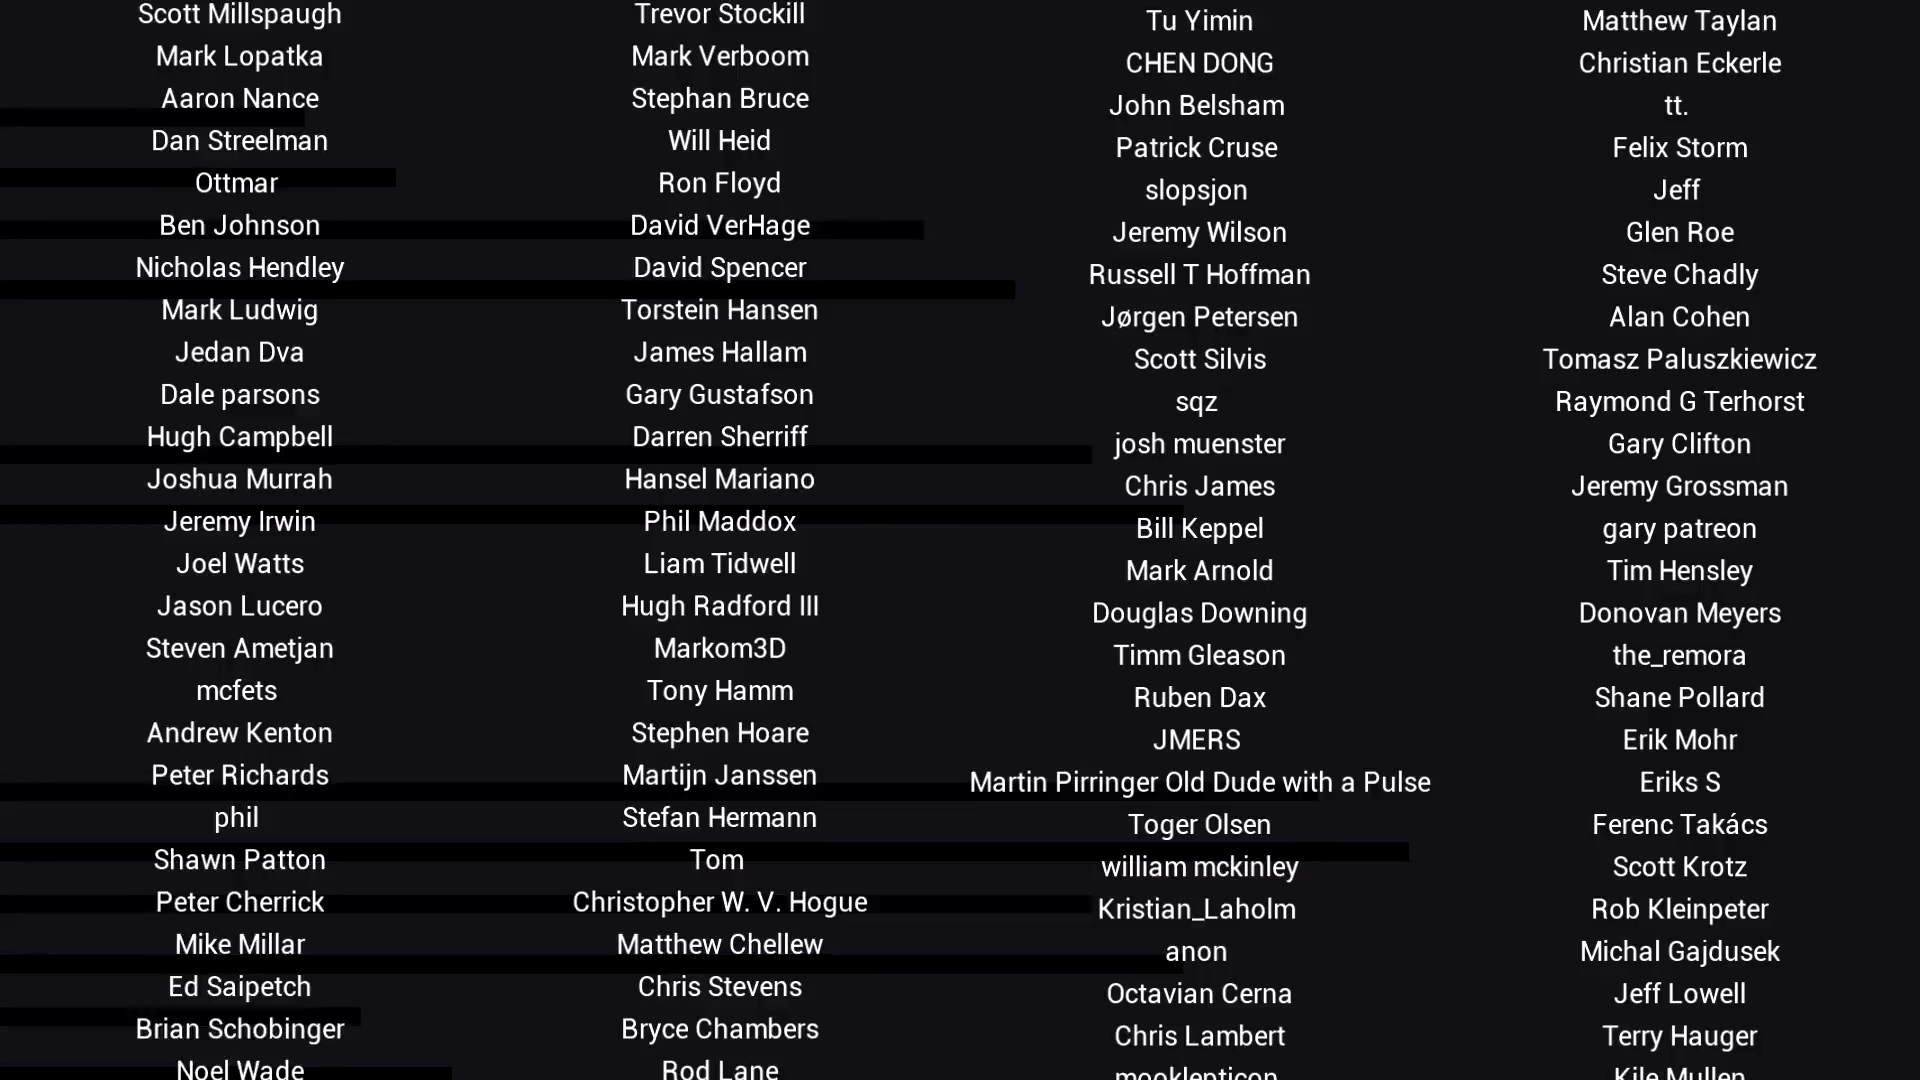 Scott Millspaugh
Mark Lopatka
Aaron Nance
Dan Streelman
Ottmar
Ben Johnson
Nicholas Hendley
Mark Ludwig
Jedan Dva
Dale parsons
Hugh Campbell
Joshua Murrah
Jeremy Irwin
Joel Watts
Jason Lucero
Steven Ametjan
mcfets
Andrew Kenton
Peter Richards
phil
Shawn Patton
Peter Cherrick
Mike Millar
Ed Saipetch
Brian Schobinger
Noel Wade
Trevor Stockill
Mark Verboom
Stephan Bruce
Will Heid
Ron Floyd
David VerHage
David Spencer
Torstein Hansen
James Hallam
Gary Gustafson
Darren Sherriff
Hansel Mariano
Phil Maddox
Liam Tidwell
Hugh Radford III
Markom3D
Tony Hamm
Stephen Hoare
Martijn Janssen
Stefan Hermann
Tom
Christopher W. V. Hogue
Matthew Chellew
Chris Stevens
Bryce Chambers
Rod Lane
Tu Yimin
CHEN DONG
John Belsham
Patrick Cruse
slopsjon
Jeremy Wilson
Russell T Hoffman
Jørgen Petersen
Scott Silvis
sqz
josh muenster
Chris James
Bill Keppel
Mark Arnold
Douglas Downing
Timm Gleason
Ruben Dax
JMERS
Martin Pirringer Old Dude with a Pulse
Toger Olsen
william mckinley
Kristian_Laholm
anon
Octavian Cerna
Chris Lambert
mooklepticon
Matthew Taylan
Christian Eckerle
tt.
Felix Storm
Jeff
Glen Roe
Steve Chadly
Alan Cohen
Tomasz Paluszkiewicz
Raymond G Terhorst
Gary Clifton
Jeremy Grossman
gary patreon
Tim Hensley
Donovan Meyers
the_remora
Shane Pollard
Erik Mohr
Eriks S
Ferenc Takács
Scott Krotz
Rob Kleinpeter
Michal Gajdusek
Jeff Lowell
Terry Hauger
Kile Mullen